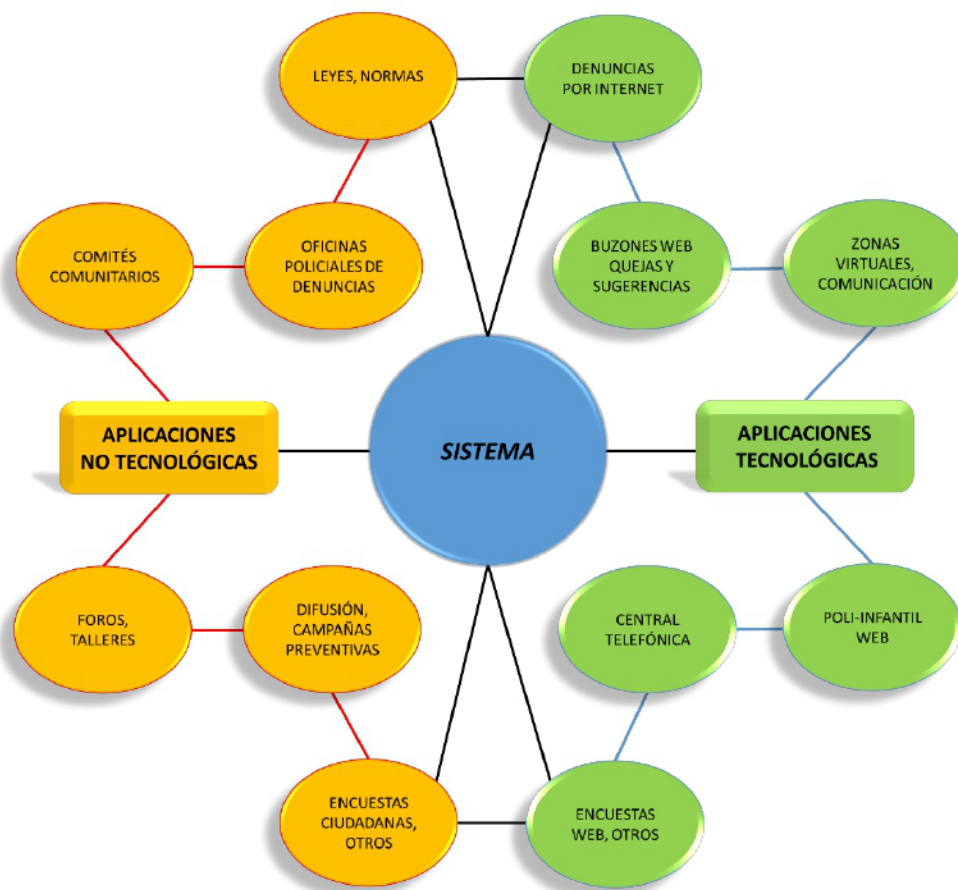 LEYES, NORMAS
DENUNCIAS
POR INTERNET
COMITÉS
COMUNITARIOS
OFICINAS
POLICIALES DE
DENUNCIAS
BUZONES WEB
QUEJAS Y
SUGERENCIAS
ZONAS
VIRTUALES,
COMUNICACIÓN
APLICACIONES
NO TECNOLÓGICAS
SISTEMA
APLICACIONES
TECNOLÓGICAS
FOROS,
TALLERES
DIFUSIÓN,
CAMPAÑAS
PREVENTIVAS
CENTRAL
TELEFÓNICA
POLI-INFANTIL
WEB
ENCUESTAS
CIUDADANAS,
OTROS
ENCUESTAS
WEB, OTROS